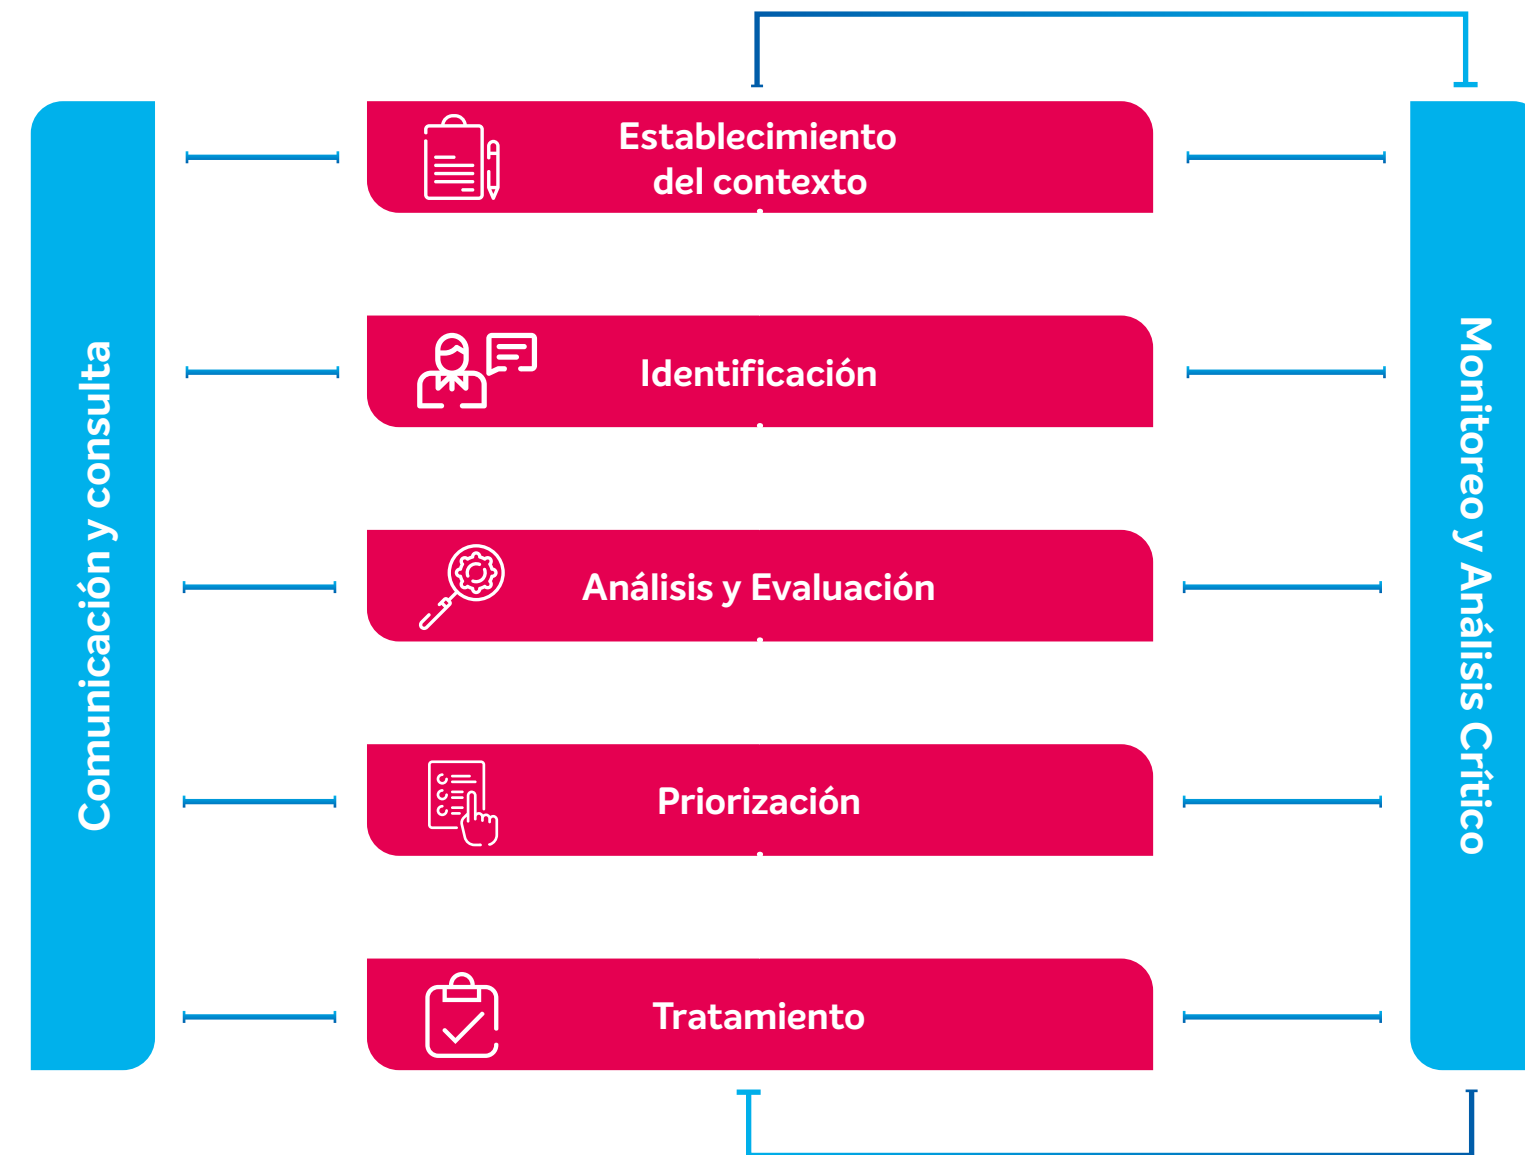 Comunicación y consulta
Establecimiento
del contexto
Identificación
Análisis y Evaluación
Priorización
Tratamiento
Monitoreo y Análisis Crítico